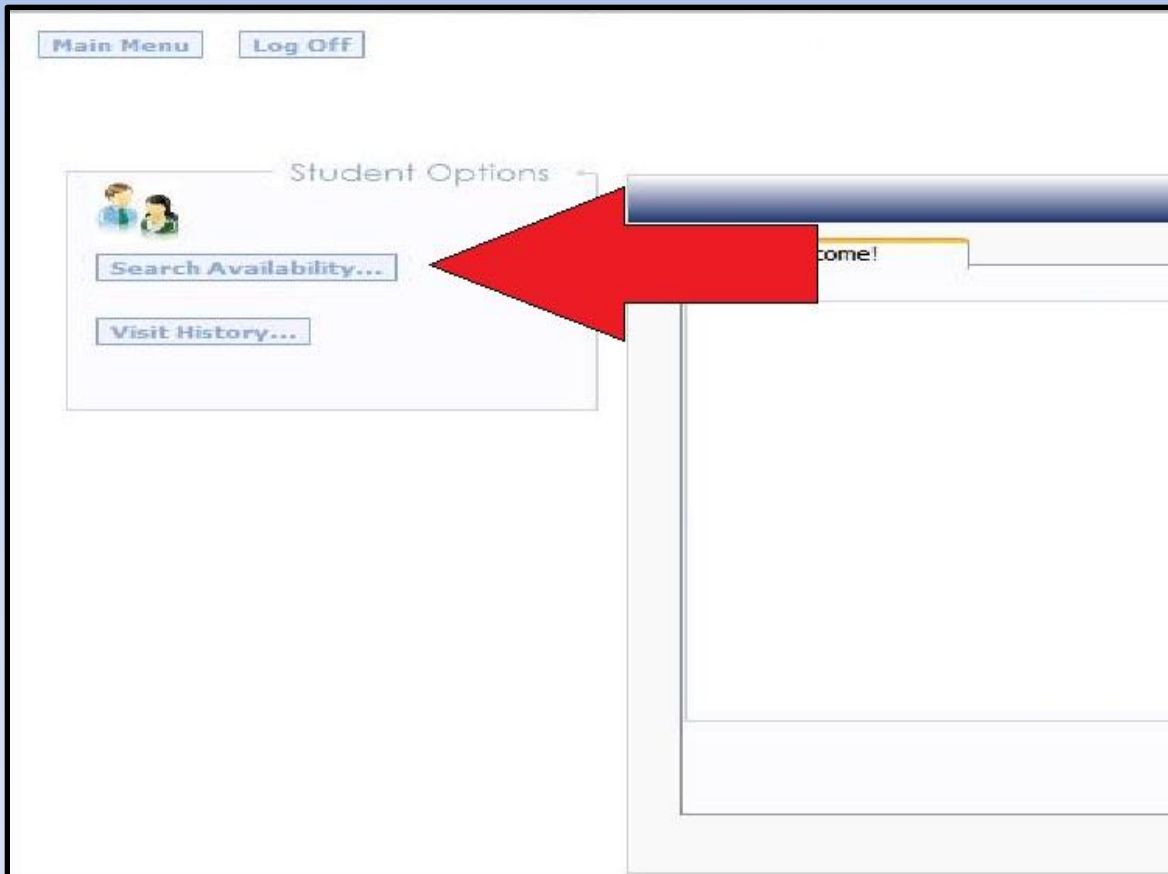 Main Menu Log Off
Student Options
Search Availability...
come!
Visit History...